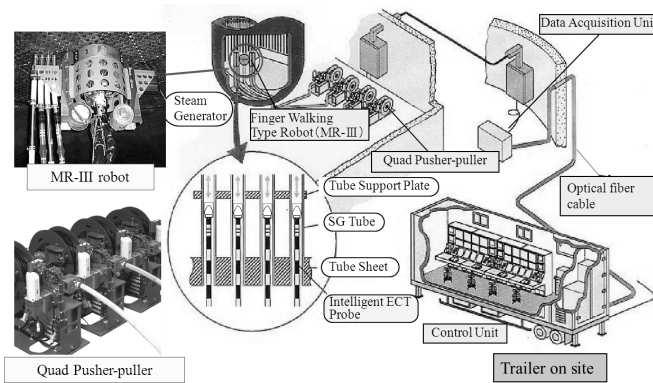 Data Acquisition Uni
Steam
Generator
Finger Walking
Type Robot (MR-III)
MR-III robot
Quad Pusher-puller
Tube Support Plate
Optical fiber
cable
SG Tube
Tube Sheet
Intelligent ECT
Probe
Control Unit
Quad Pusher-puller
Trailer on site